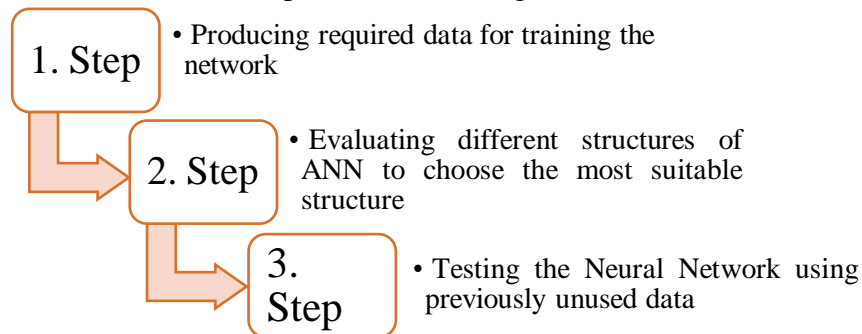 1. Step
• Producing required data for training the
network
2. Step
• Evaluating different structures of
ANN to choose the most suitable
structure
3.
Step
• Testing the Neural Network using
previously unused data